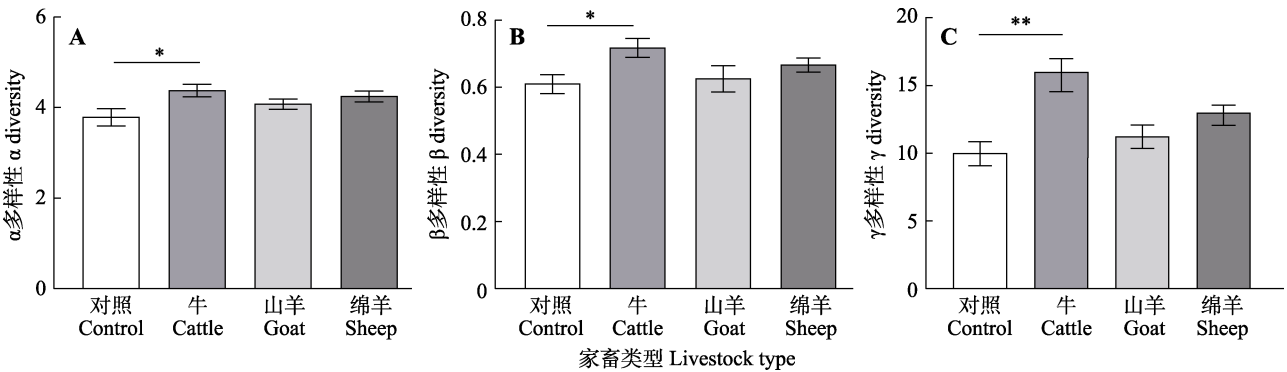 A
*
α多样性 α diversity
6
4
2
0
对照 牛 山羊 绵羊
Control Cattle Goat Sheep
B
*
β多样性 β diversity
0.8
0.6
0.4
0.2
0
对照 牛 山羊 绵羊
Control Cattle Goat Sheep
C
**
γ多样性 γ diversity
20
15
10
5
0
对照 牛 山羊 绵羊
Control Cattle Goat Sheep
家畜类型 Livestock type